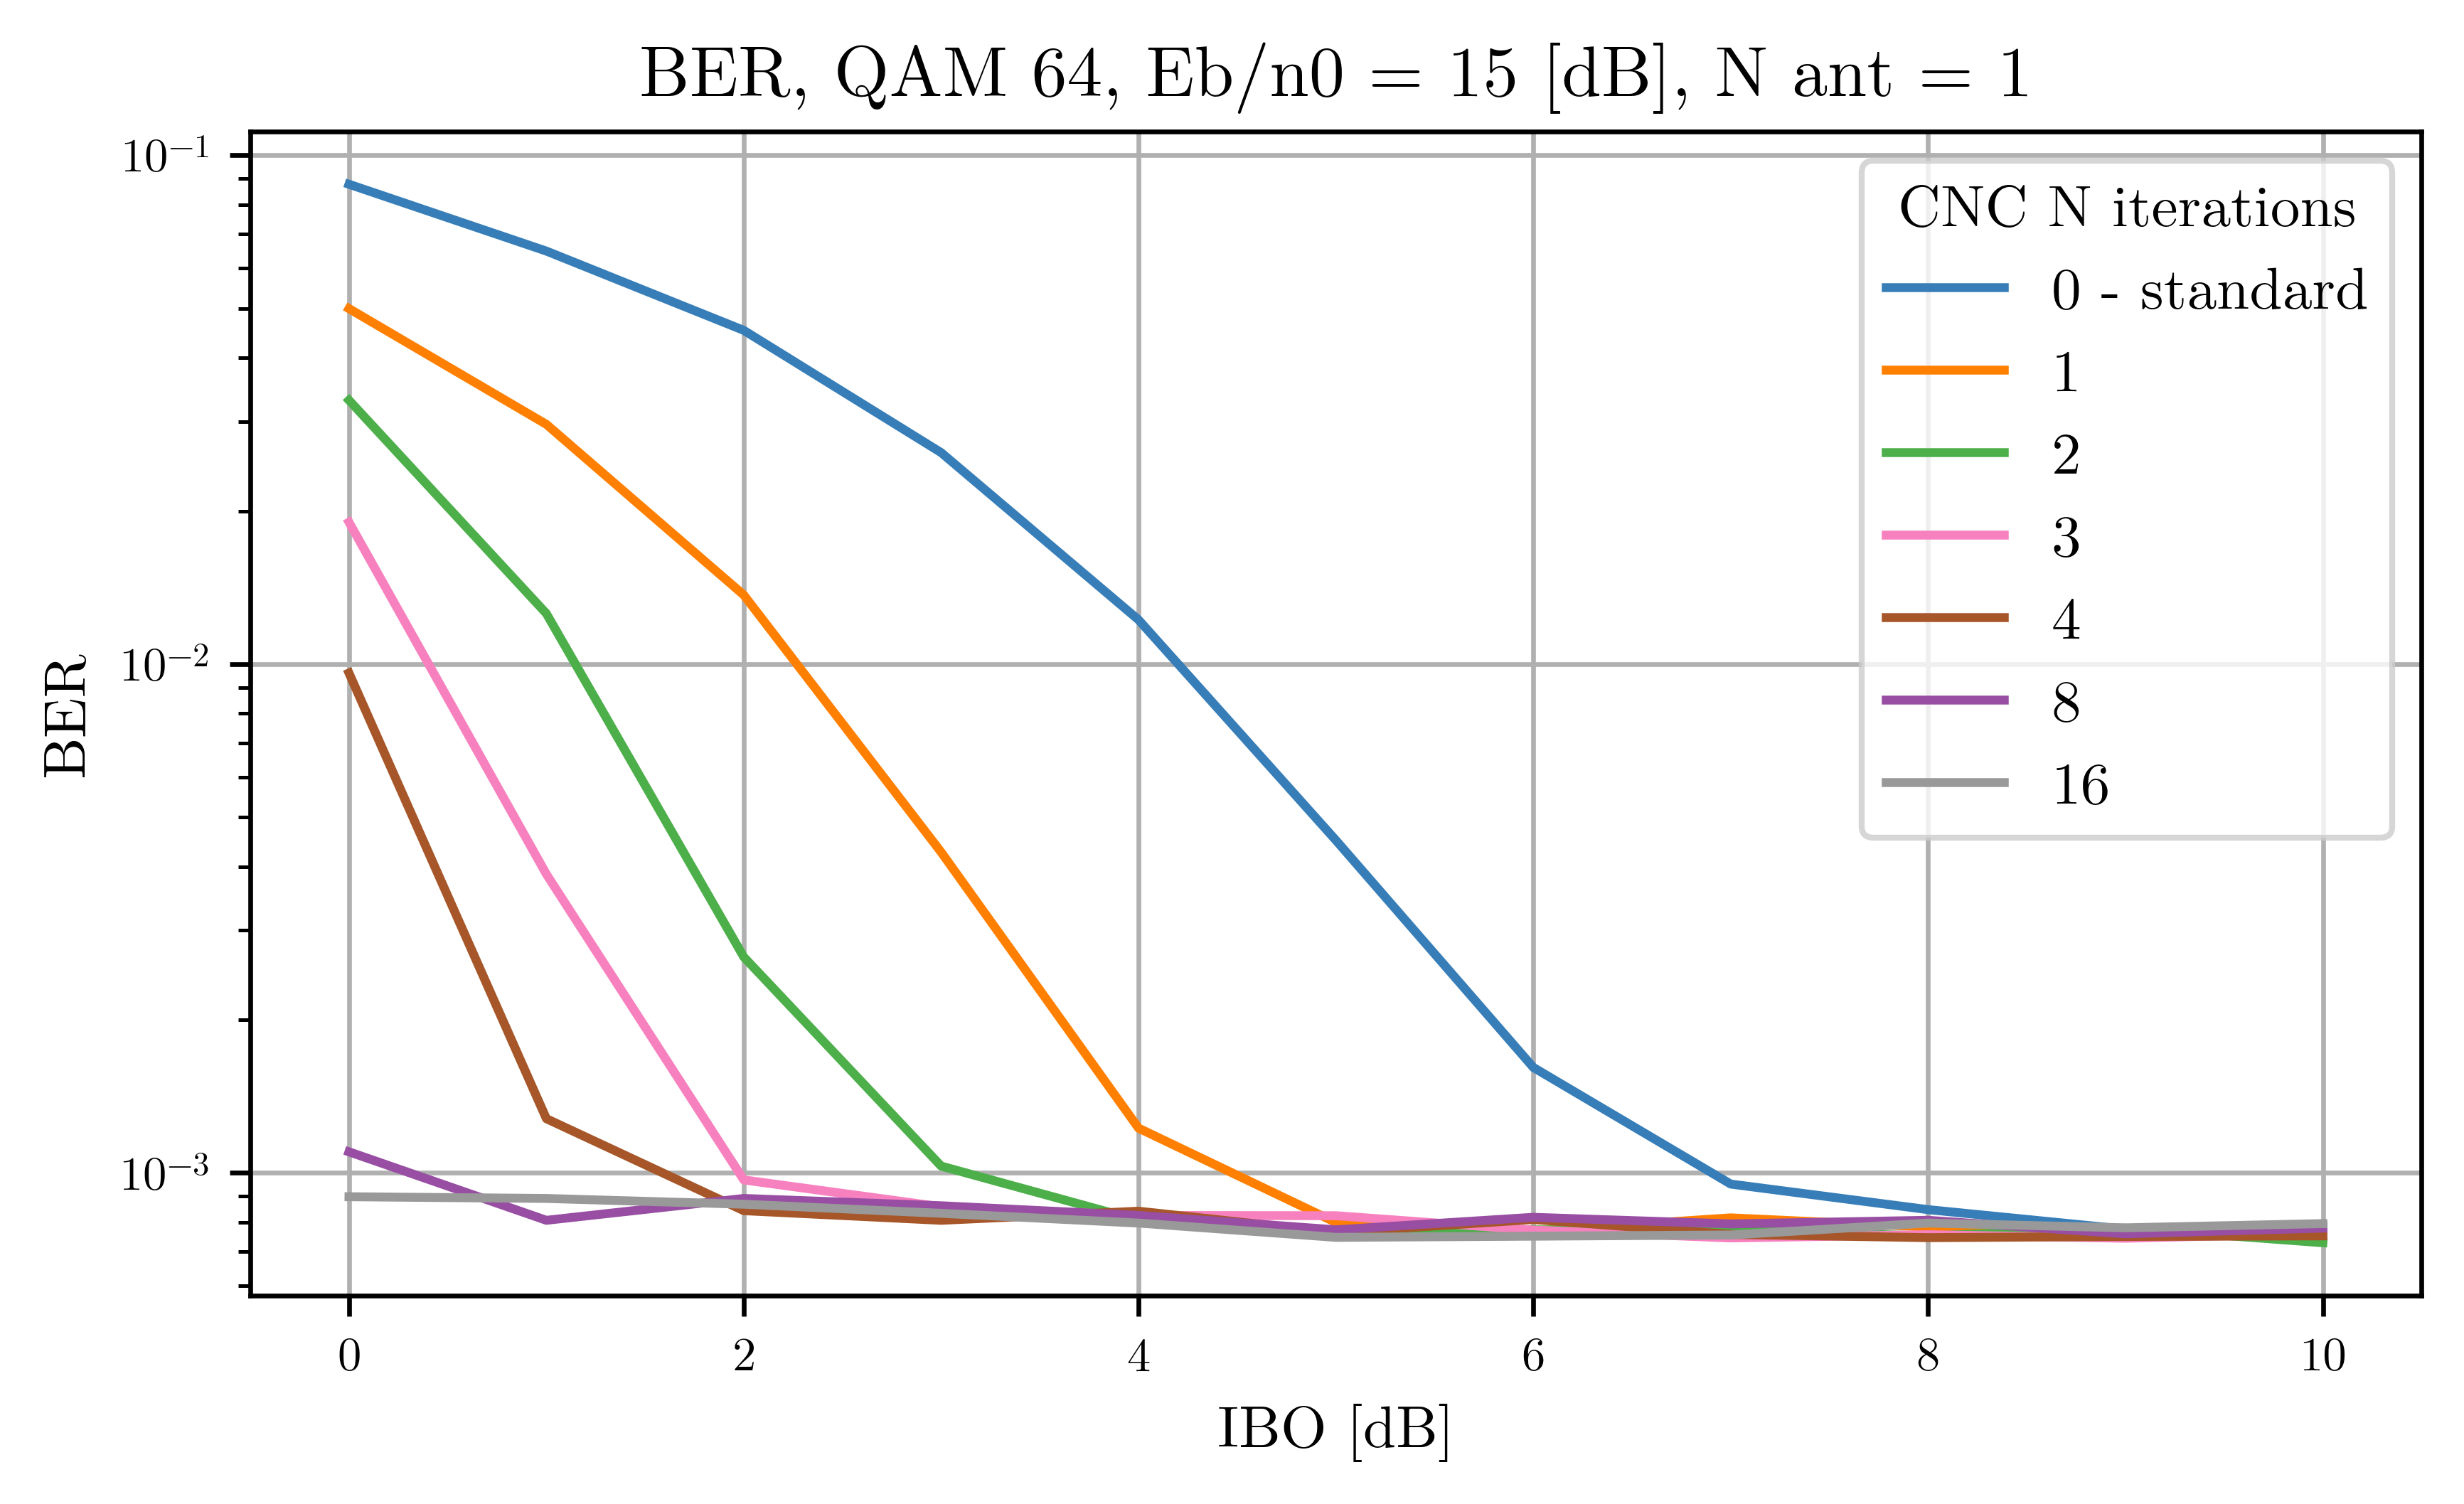 BER, QAM 64, Eb/n0 = 15 [dB], N ant = 1
10⁻¹
10⁻²
10⁻³
BER
CNC N iterations
0 - standard
1
2
3
4
8
16
0 2 4 6 8 10
IBO [dB]